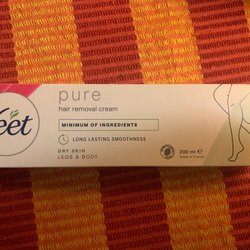 pure
hair removal cream
Veet
MINIMUM OF INGREDIENTS
LONG LASTING SMOOTHNESS
DRY SKIN
LEGS & BODY
200 ml ℮
Made in France